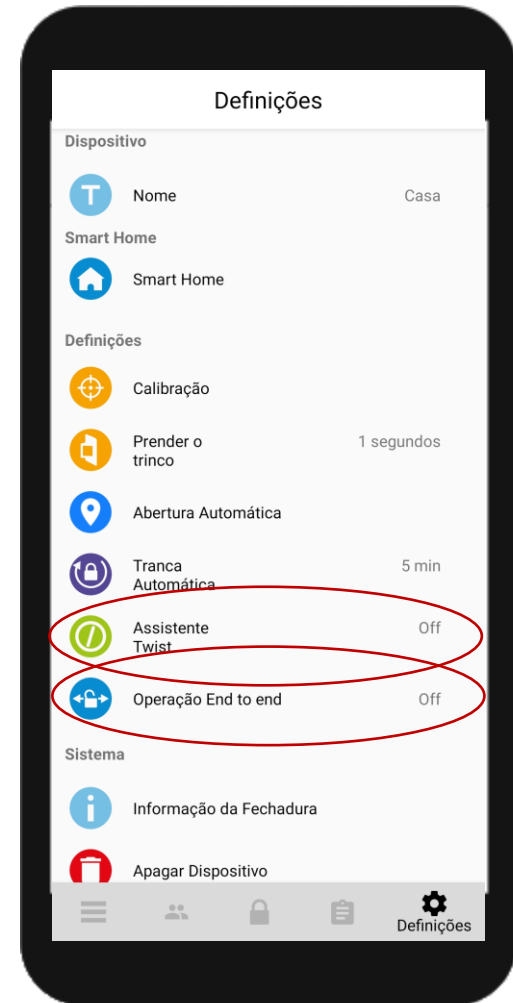 Definições
Dispositivo
Nome Casa
Smart Home
Smart Home
Definições
Calibração
Prender o 1 segundos
trinco
Abertura Automática
Tranca 5 min
Automática
Assistente Off
Twist
Operação End to end Off
Sistema
Informação da Fechadura
Apagar Dispositivo
Definições